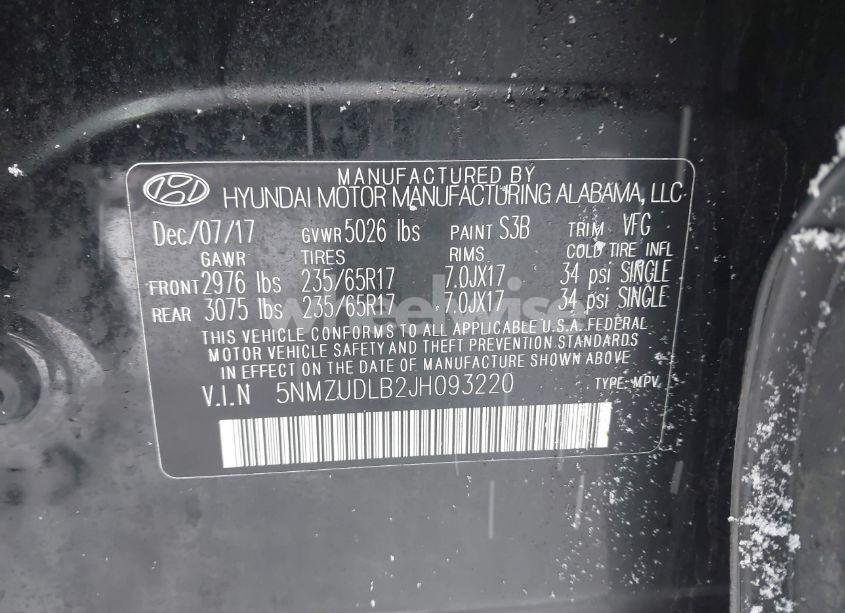 MANUFACTURED BY
HYUNDAI MOTOR MANUFACTURING ALABAMA, LLC
Dec/07/17 GVWR 5026 lbs PAINT S3B TRIM VFG
GAWR TIRES RIMS COLD TIRE INFL
FRONT 2976 lbs 235/65R17 7.0JX17 34 psi SINGLE
REAR 3075 lbs 235/65R17 7.0JX17 34 psi SINGLE
THIS VEHICLE CONFORMS TO ALL APPLICABLE U.S.A. FEDERAL
MOTOR VEHICLE SAFETY AND THEFT PREVENTION STANDARDS
IN EFFECT ON THE DATE OF MANUFACTURE SHOWN ABOVE
V.I.N 5NMZUDLB2JH093220 TYPE: MPV